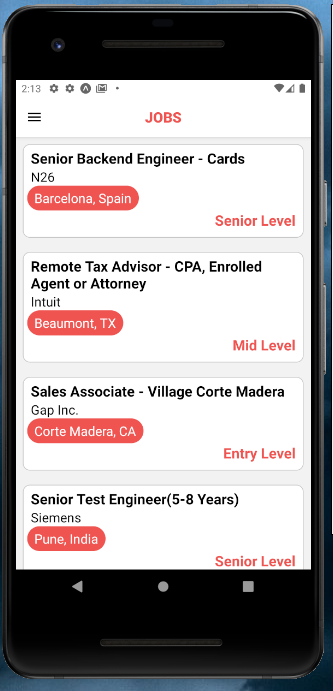 2:13
JOBS
Senior Backend Engineer - Cards
N26
Barcelona, Spain
Senior Level
Remote Tax Advisor - CPA, Enrolled
Agent or Attorney
Intuit
Beaumont, TX
Mid Level
Sales Associate - Village Corte Madera
Gap Inc.
Corte Madera, CA
Entry Level
Senior Test Engineer(5-8 Years)
Siemens
Pune, India
Senior Level